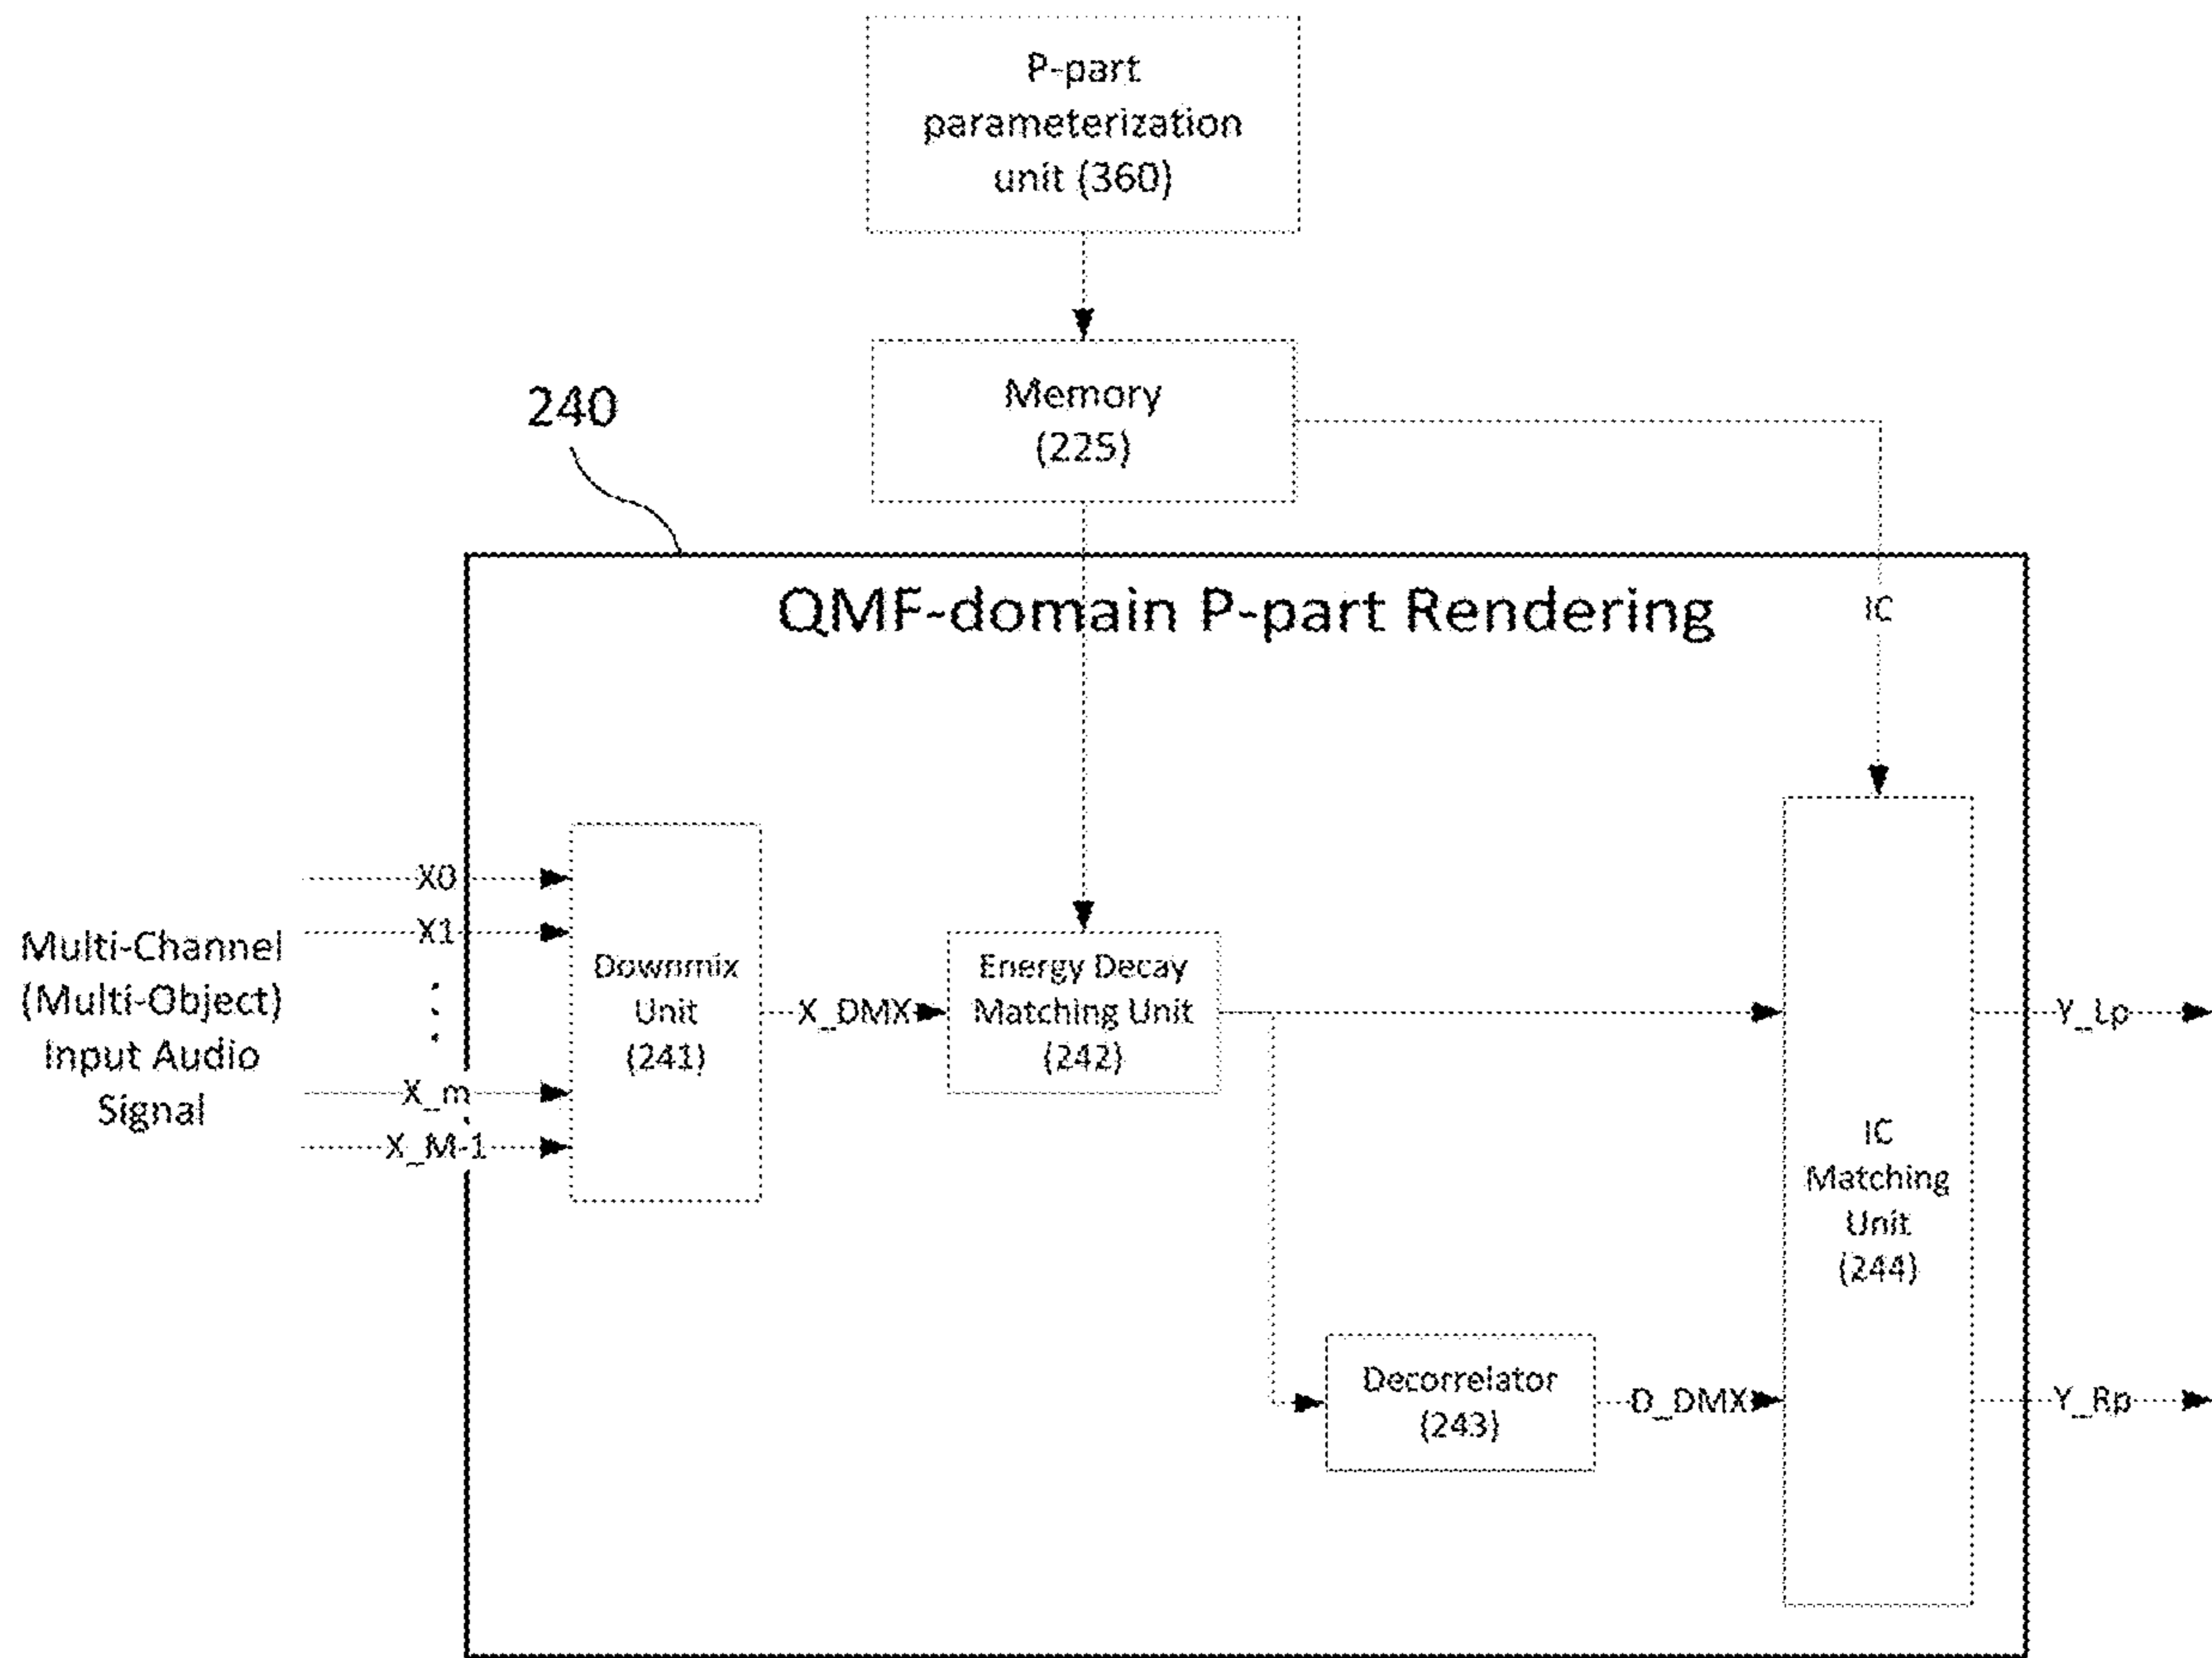 P-part
parameterization
unit (360)
Memory
(225)
240
QMF-domain P-part Rendering
IC
Multi-Channel
(Multi-Object)
Input Audio
Signal
X0
X1
X_m
X_M-1
Downmix
Unit
(241)
X_DMX
Energy Decay
Matching Unit
(242)
Decorrelator
(243)
D_DMX
IC
Matching
Unit
(244)
Y_Lp
Y_Rp